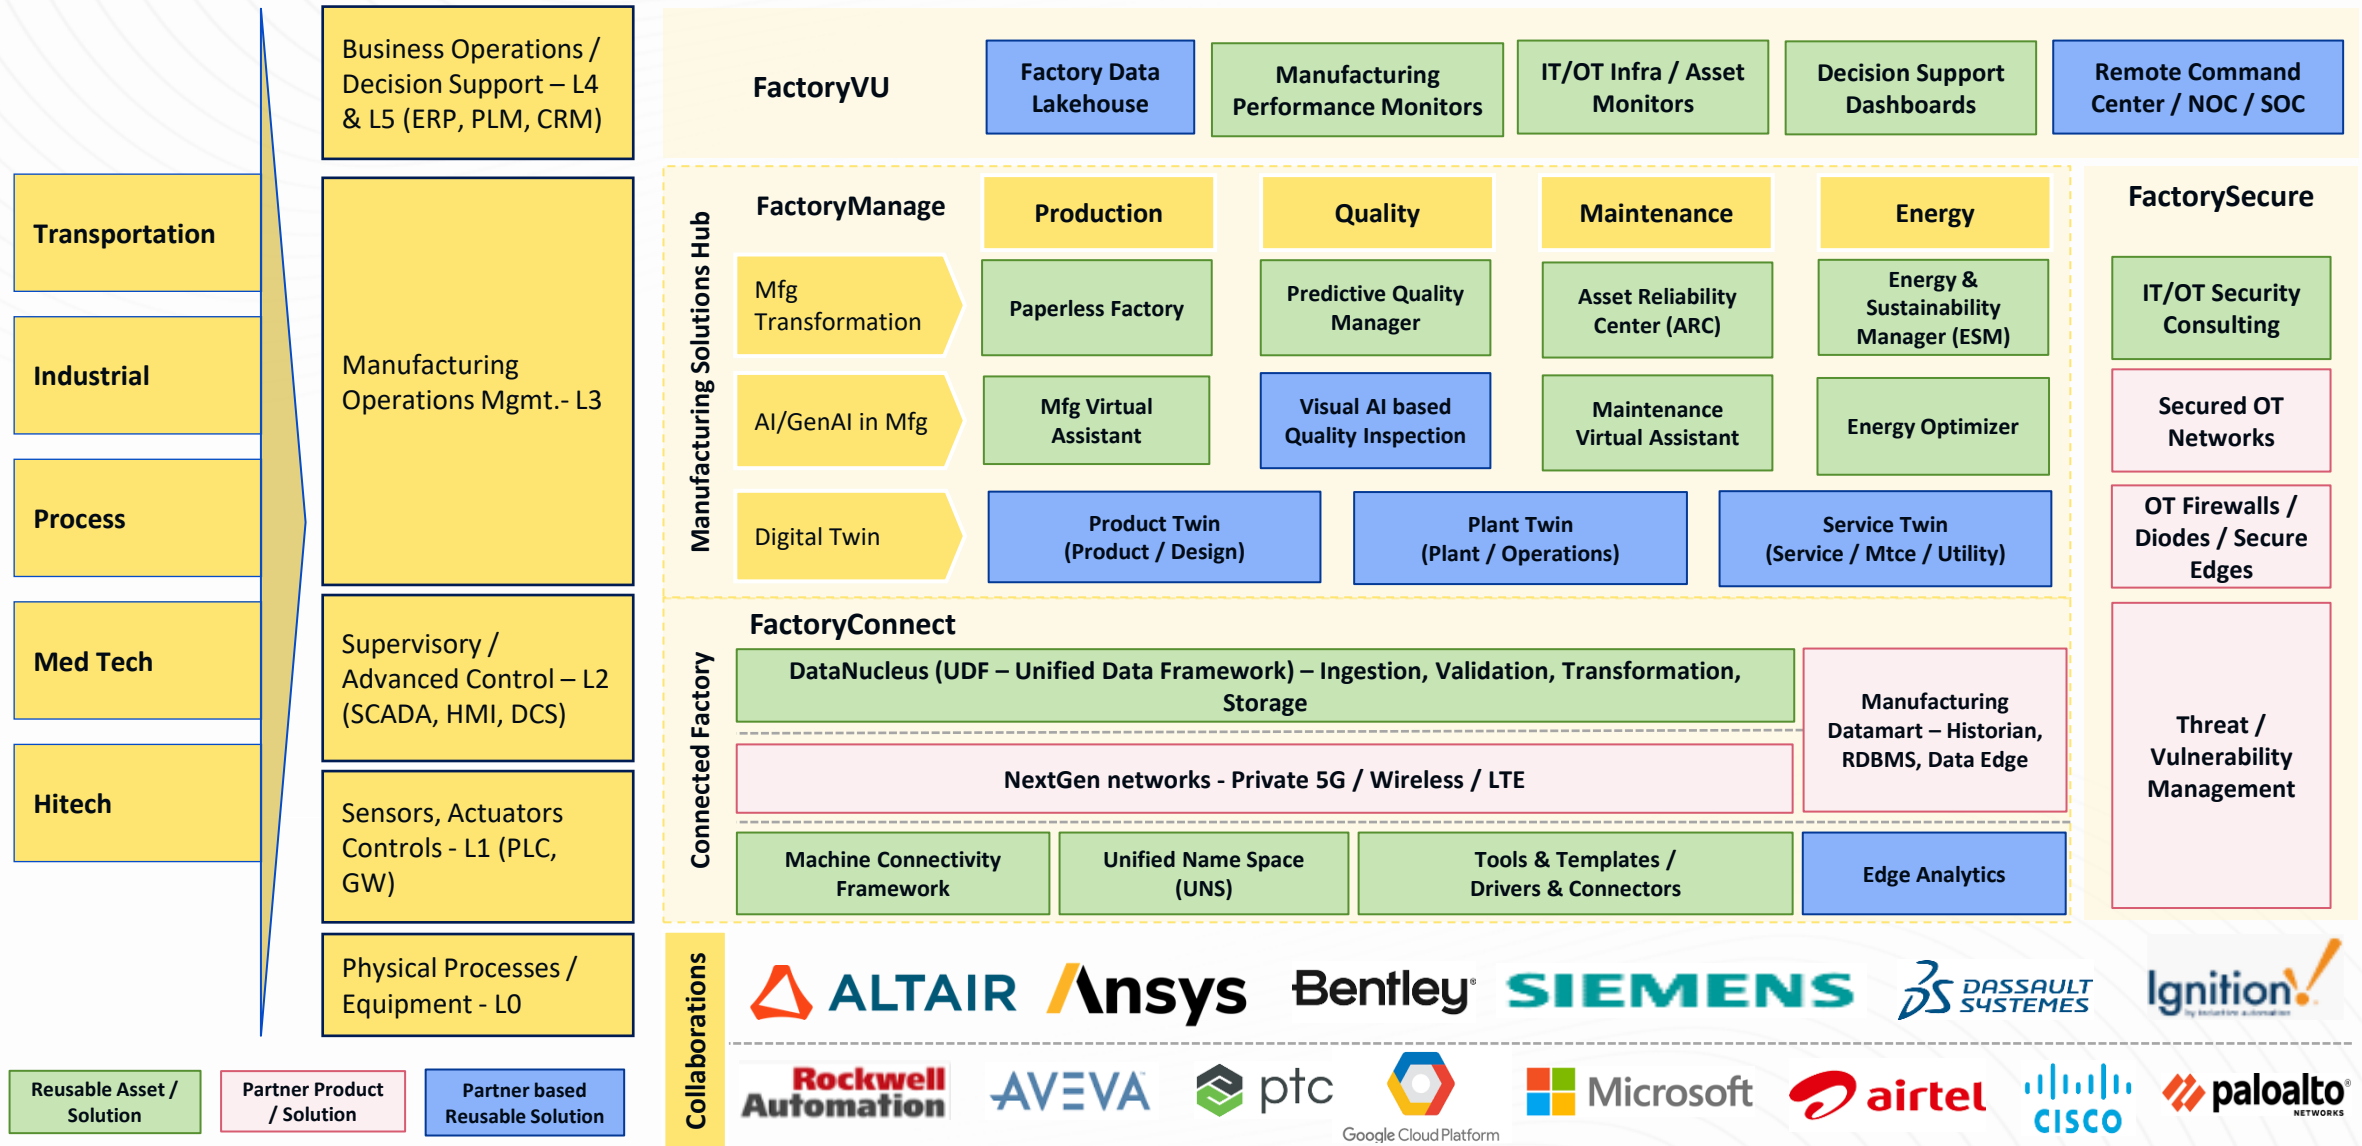 Transportation
Industrial
Process
Med Tech
Hitech
Business Operations /
Decision Support – L4
& L5 (ERP, PLM, CRM)
Manufacturing
Operations Mgmt.- L3
Supervisory /
Advanced Control – L2
(SCADA, HMI, DCS)
Sensors, Actuators
Controls - L1 (PLC,
GW)
Physical Processes /
Equipment - L0
Reusable Asset /
Solution
Partner Product
/ Solution
Partner based
Reusable Solution
FactoryVU
Factory Data
Lakehouse
Manufacturing
Performance Monitors
IT/OT Infra / Asset
Monitors
Decision Support
Dashboards
Remote Command
Center / NOC / SOC
Manufacturing Solutions Hub
FactoryManage
Production
Quality
Maintenance
Energy
Mfg
Transformation
Paperless Factory
Predictive Quality
Manager
Asset Reliability
Center (ARC)
Energy &
Sustainability
Manager (ESM)
AI/GenAI in Mfg
Mfg Virtual
Assistant
Visual AI based
Quality Inspection
Maintenance
Virtual Assistant
Energy Optimizer
Digital Twin
Product Twin
(Product / Design)
Plant Twin
(Plant / Operations)
Service Twin
(Service / Mtce / Utility)
FactorySecure
IT/OT Security
Consulting
Secured OT
Networks
OT Firewalls /
Diodes / Secure
Edges
Threat /
Vulnerability
Management
Connected Factory
FactoryConnect
DataNucleus (UDF – Unified Data Framework) – Ingestion, Validation, Transformation,
Storage
Manufacturing
Datamart – Historian,
RDBMS, Data Edge
NextGen networks - Private 5G / Wireless / LTE
Machine Connectivity
Framework
Unified Name Space
(UNS)
Tools & Templates /
Drivers & Connectors
Edge Analytics
Collaborations
ALTAIR
Ansys
Bentley®
SIEMENS
DASSAULT
SYSTEMES
Ignition!
by inductive automation
Rockwell
Automation
AVEVA
ptc
Google Cloud Platform
Microsoft
airtel
CISCO
paloalto®
NETWORKS